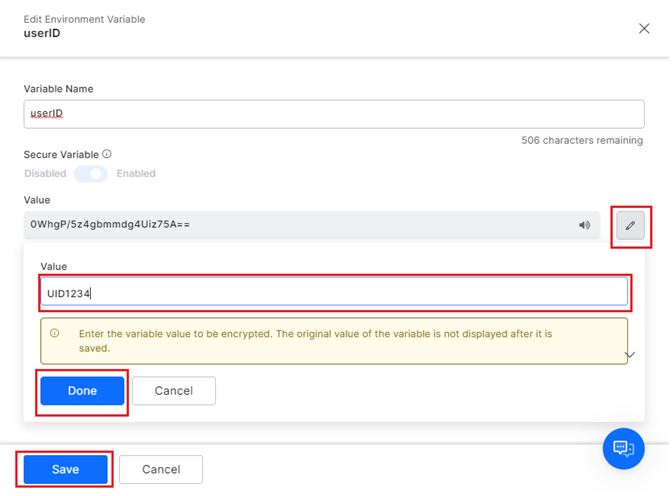 Edit Environment Variable
userID
Variable Name
userID
506 characters remaining
Secure Variable
Disabled Enabled
Value
0WhgP/5z4gbmmdg4Uiz75A==
Value
UID1234
Enter the variable value to be encrypted. The original value of the variable is not displayed after it is
saved.
Done Cancel
Save Cancel